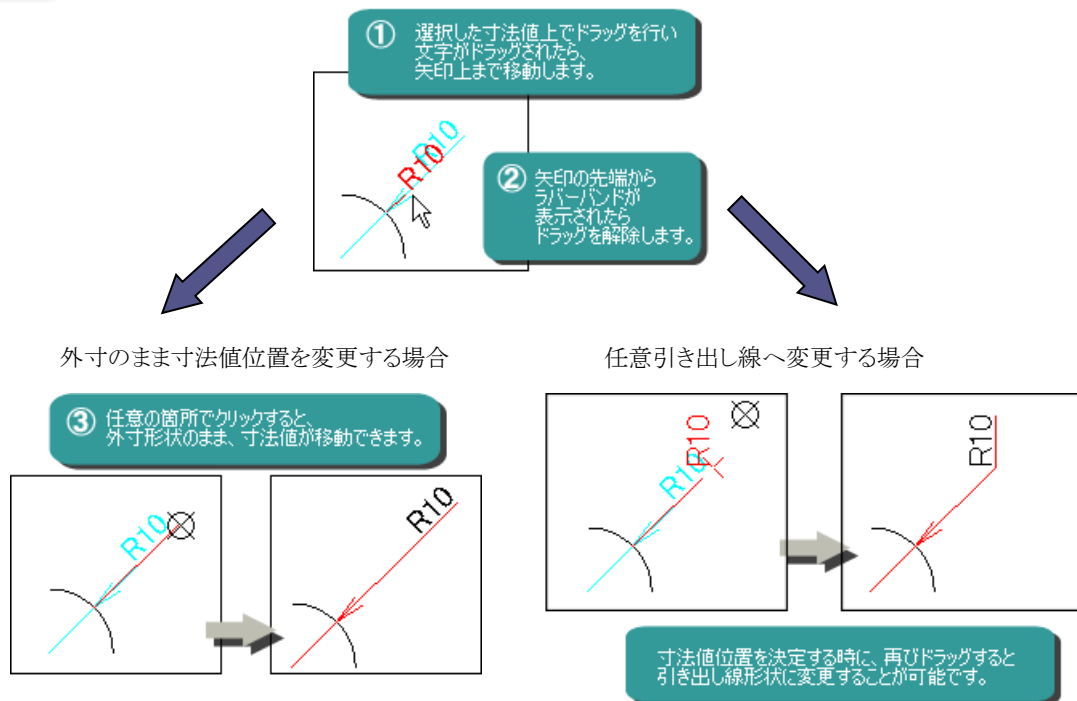 ① 選択した寸法値上でドラッグを行い
文字がドラッグされたら、
矢印上まで移動します。
R10
R10
② 矢印の先端から
ラバーバンドが
表示されたら
ドラッグを解除します。
外寸のまま寸法値位置を変更する場合
③ 任意の箇所でクリックすると、
外寸形状のまま、寸法値が移動できます。
R10
R10
任意引き出し線へ変更する場合
R10
R10
R10
寸法値位置を決定する時に、再びドラッグすると
引き出し線形状に変更することが可能です。